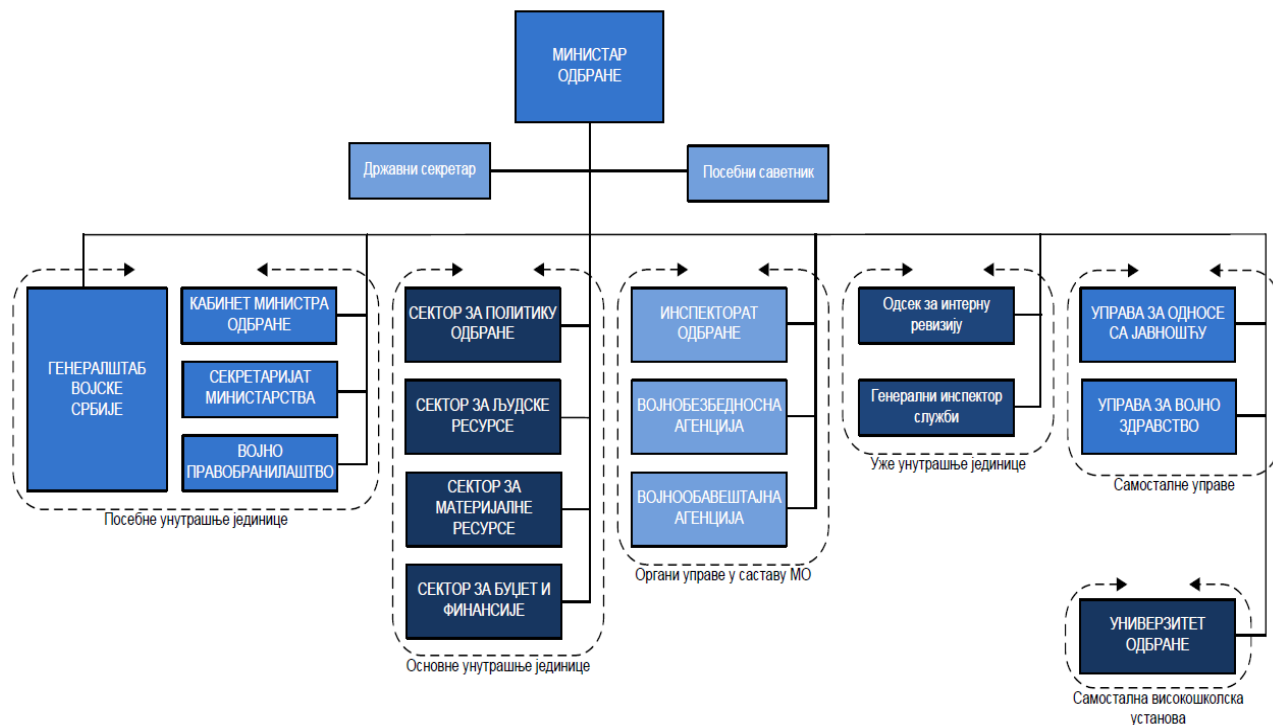 МИНИСТАР
ОДБРАНЕ
Државни секретар
Посебни саветник
ГЕНЕРАЛШТАБ
ВОЈСКЕ
СРБИЈЕ
КАБИНЕТ МИНИСТРА
ОДБРАНЕ
СЕКРЕТАРИЈАТ
МИНИСТАРСТВА
ВОЈНО
ПРАВОБРАНИЛАШТВО
Посебне унутрашње јединице
СЕКТОР ЗА ПОЛИТИКУ
ОДБРАНЕ
СЕКТОР ЗА ЉУДСКЕ
РЕСУРСЕ
СЕКТОР ЗА
МАТЕРИЈАЛНЕ
РЕСУРСЕ
СЕКТОР ЗА БУЏЕТ И
ФИНАНСИЈЕ
Основне унутрашње јединице
ИНСПЕКТОРАТ
ОДБРАНЕ
ВОЈНОБЕЗБЕДНОСНА
АГЕНЦИЈА
ВОЈНООБАВЕШТАЈНА
АГЕНЦИЈА
Органи управе у саставу МО
Одсек за интерну
ревизију
Генерални инспектор
служби
Уже унутрашње јединице
УПРАВА ЗА ОДНОСЕ
СА ЈАВНОШЋУ
УПРАВА ЗА ВОЈНО
ЗДРАВСТВО
Самосталне управе
УНИВЕРЗИТЕТ
ОДБРАНЕ
Самостална високошколска
установа